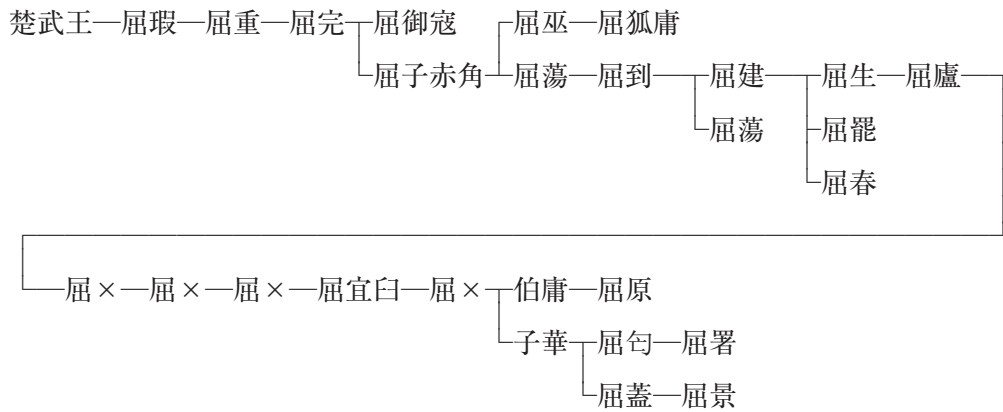 楚武王—屈瑕—屈重—屈完 屈御寇 屈巫—屈狐庸
屈子赤角 屈蕩—屈到 屈建 屈生—屈廬
屈蕩 屈罷
屈春
屈×—屈×—屈×—屈宜臼—屈× 伯庸—屈原
子華 屈匄—屈署
屈蓋—屈景